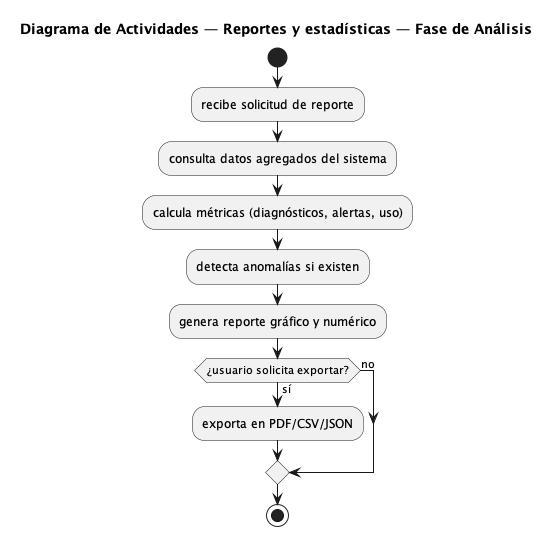 Diagrama de Actividades — Reportes y estadísticas — Fase de Análisis
recibe solicitud de reporte
consulta datos agregados del sistema
calcula métricas (diagnósticos, alertas, uso)
detecta anomalías si existen
genera reporte gráfico y numérico
¿usuario solicita exportar?
no
sí
exporta en PDF/CSV/JSON